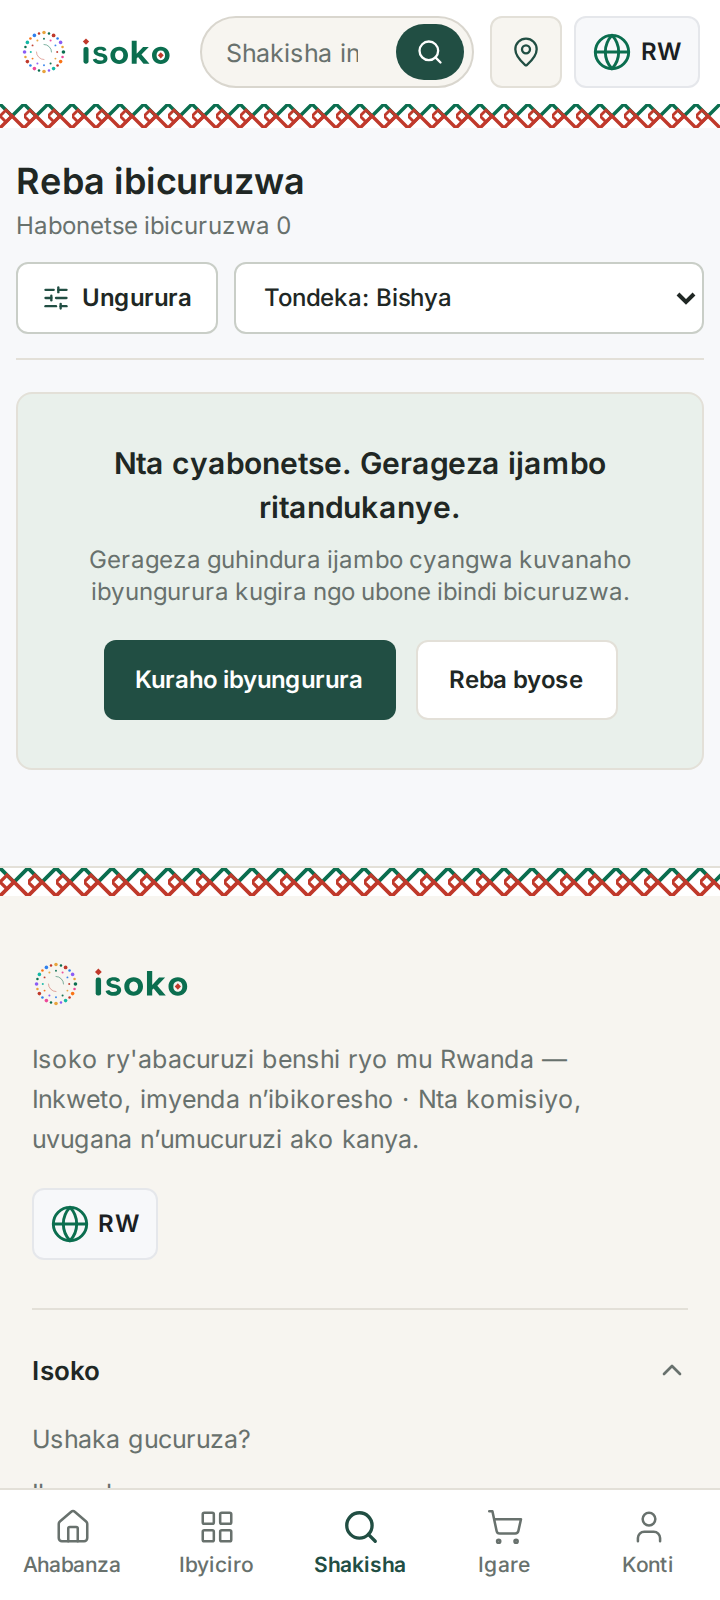 isoko
Shakisha in
RW
Reba ibicuruzwa
Habonetse ibicuruzwa 0
Ungurura
Tondeka: Bishya
Nta cyabonetse. Gerageza ijambo
ritandukanye.
Gerageza guhindura ijambo cyangwa kuvanaho
ibyungurura kugira ngo ubone ibindi bicuruzwa.
Kuraho ibyungurura
Reba byose
isoko
Isoko ry'abacuruzi benshi ryo mu Rwanda —
Inkweto, imyenda n’ibikoresho · Nta komisiyo,
uvugana n’umucuruzi ako kanya.
RW
Isoko
Ushaka gucuruza?
Ahabanza
Ibyiciro
Shakisha
Igare
Konti